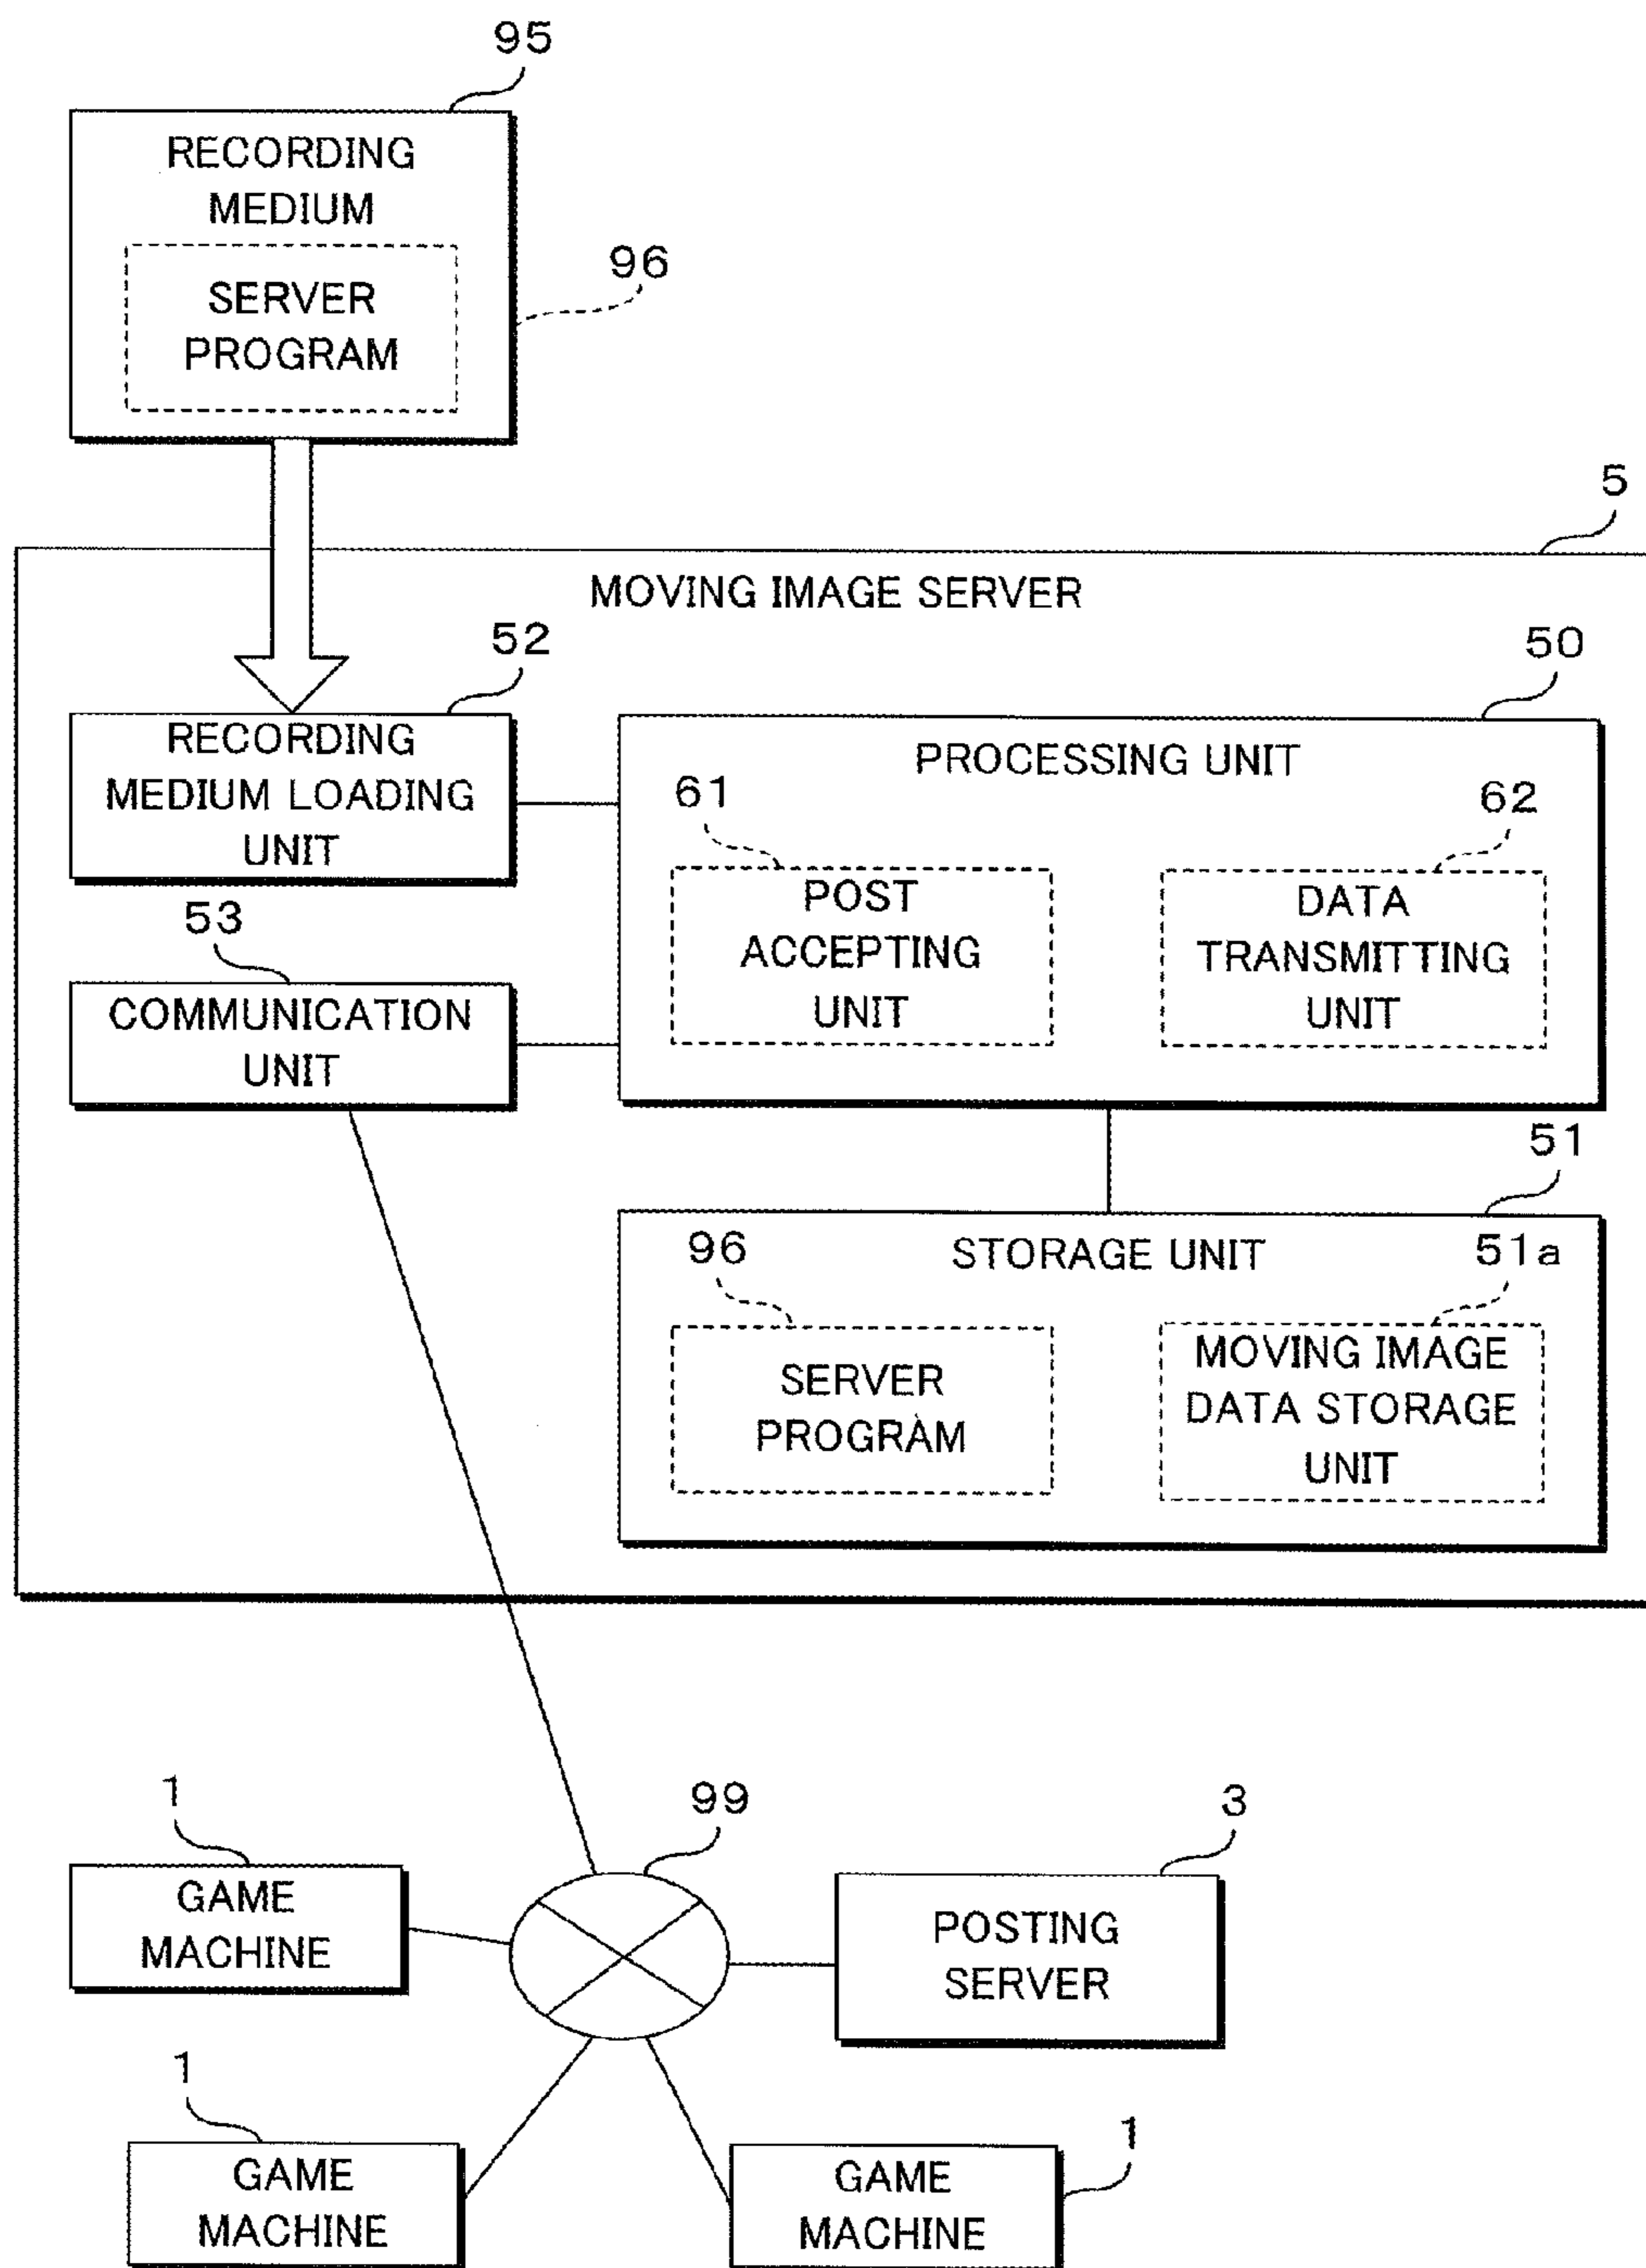 95
RECORDING
MEDIUM
96
SERVER
PROGRAM
5
MOVING IMAGE SERVER
52
RECORDING
MEDIUM LOADING
UNIT
50
PROCESSING UNIT
61
POST
ACCEPTING
UNIT
62
DATA
TRANSMITTING
UNIT
53
COMMUNICATION
UNIT
51
STORAGE UNIT
96
SERVER
PROGRAM
51a
MOVING IMAGE
DATA STORAGE
UNIT
1
GAME
MACHINE
99
3
POSTING
SERVER
1
GAME
MACHINE
1
GAME
MACHINE